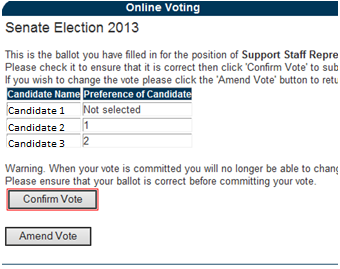 Online Voting
Senate Election 2013
This is the ballot you have filled in for the position of Support Staff Repre
Please check it to ensure that it is correct then click 'Confirm Vote' to sub
If you wish to change the vote please click the 'Amend Vote' button to retu
Candidate Name Preference of Candidate
Candidate 1 Not selected
Candidate 2 1
Candidate 3 2
Warning. When your vote is committed you will no longer be able to chang
Please ensure that your ballot is correct before committing your vote.
Confirm Vote
Amend Vote